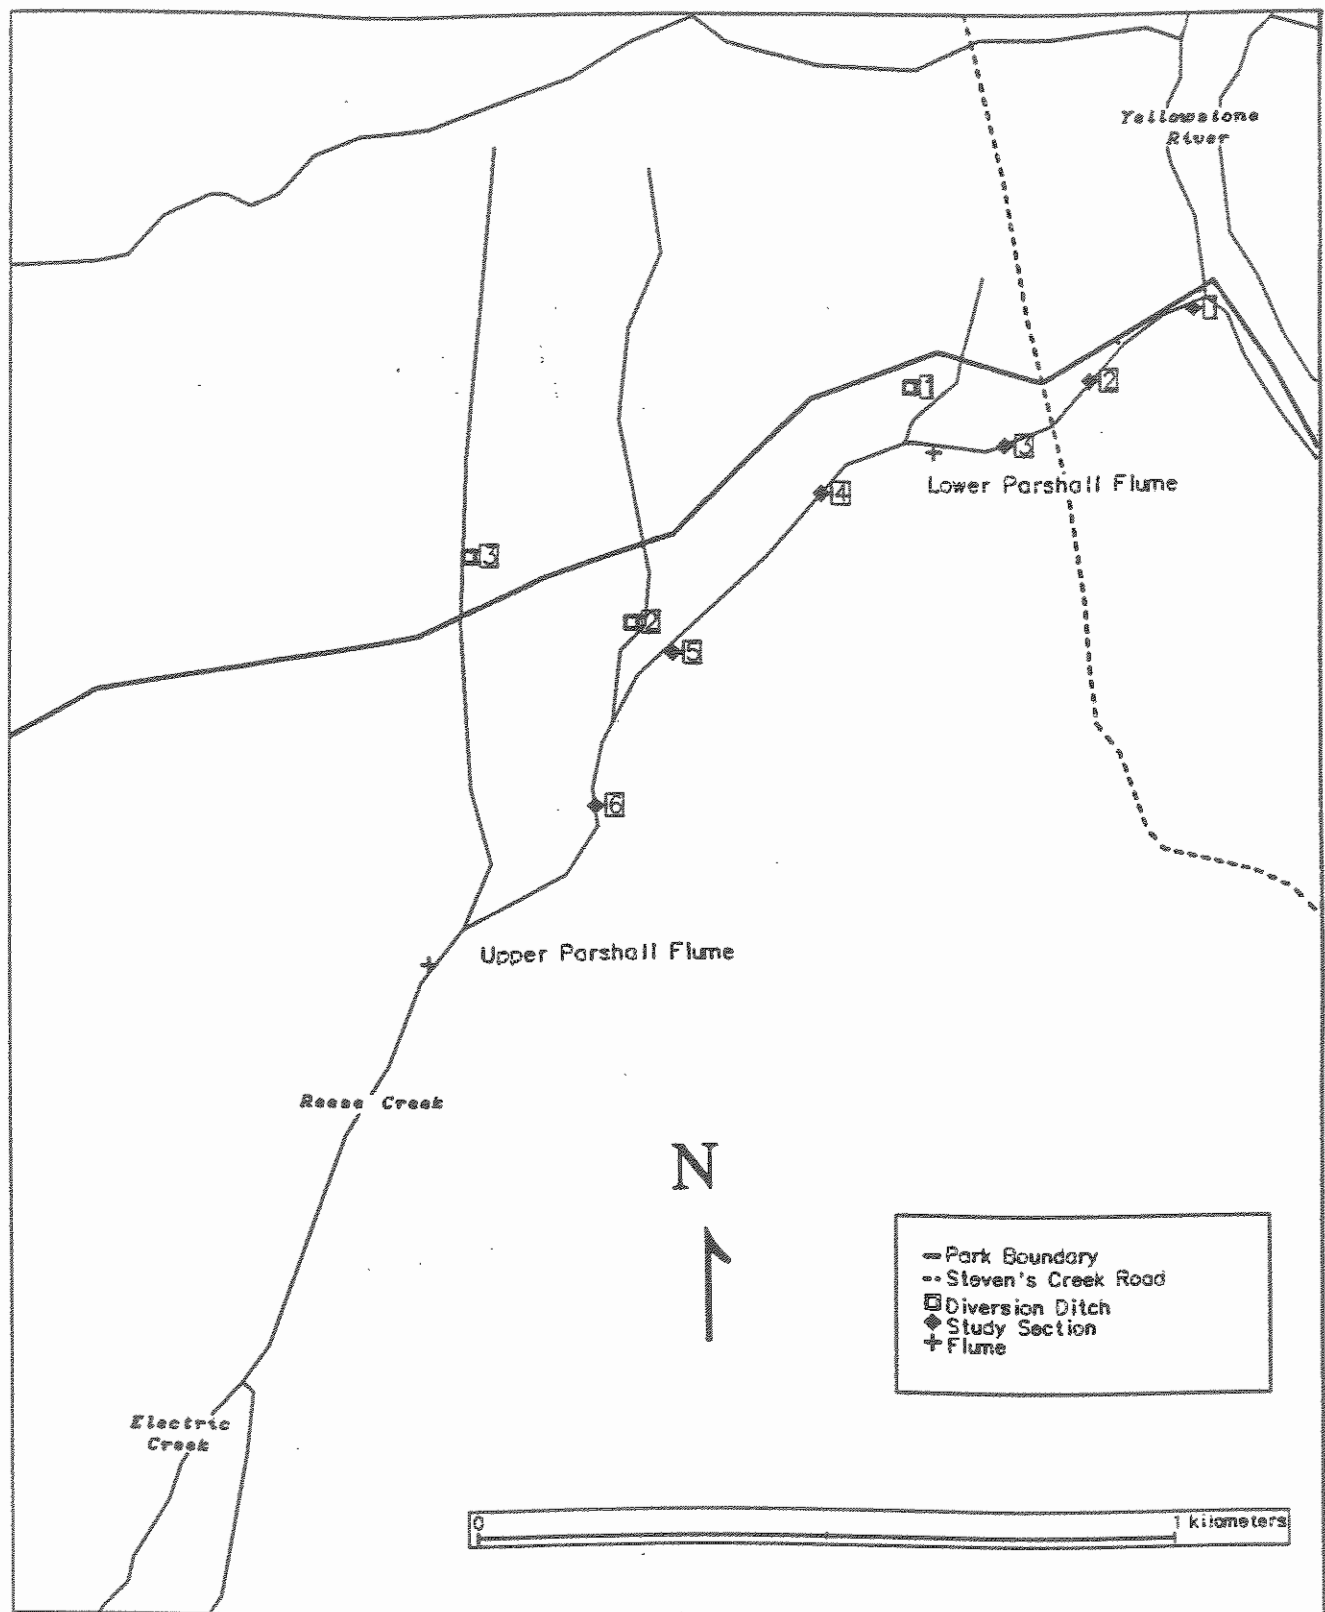 Yellowstone
River
1
1
2
3
Lower Parshall Flume
4
3
2
5
6
Upper Parshall Flume
Reese Creek
N
Park Boundary
Steven's Creek Road
Diversion Ditch
Study Section
Flume
Electric
Creek
0
1 kilometers